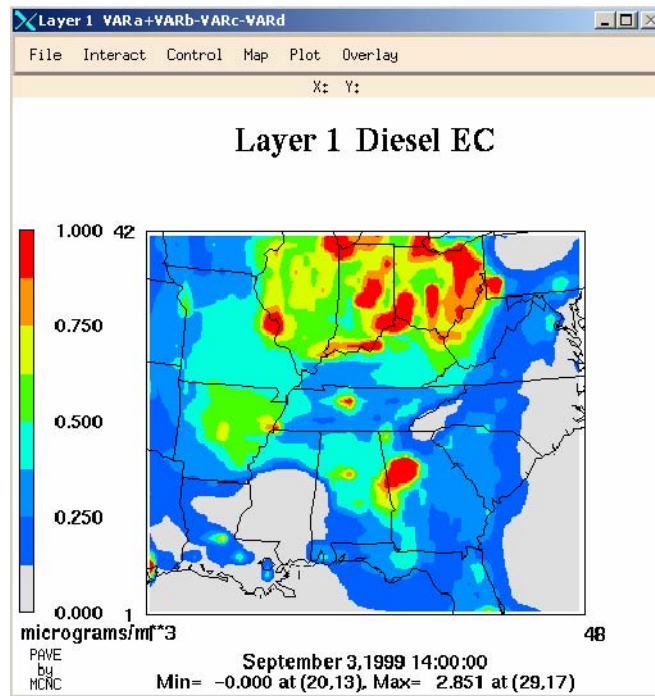 Layer 1 VARa+VARb-VARc-VARd
File Interact Control Map Plot Overlay
X: Y:
Layer 1 Diesel EC
1.000 42
0.750
0.500
0.250
0.000 1
48
micrograms/m**3
PAVE
by
MCNC
September 3,1999 14:00:00
Min= -0.000 at (20,13), Max= 2.851 at (29,17)